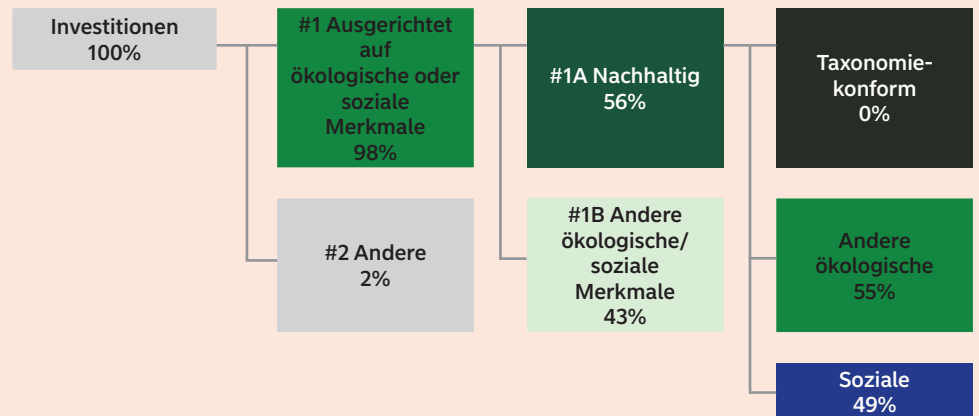 Investitionen
100%
#1 Ausgerichtet
auf
ökologische oder
soziale
Merkmale
98%
#2 Andere
2%
#1A Nachhaltig
56%
#1B Andere
ökologische/
soziale
Merkmale
43%
Taxonomie-
konform
0%
Andere
ökologische
55%
Soziale
49%